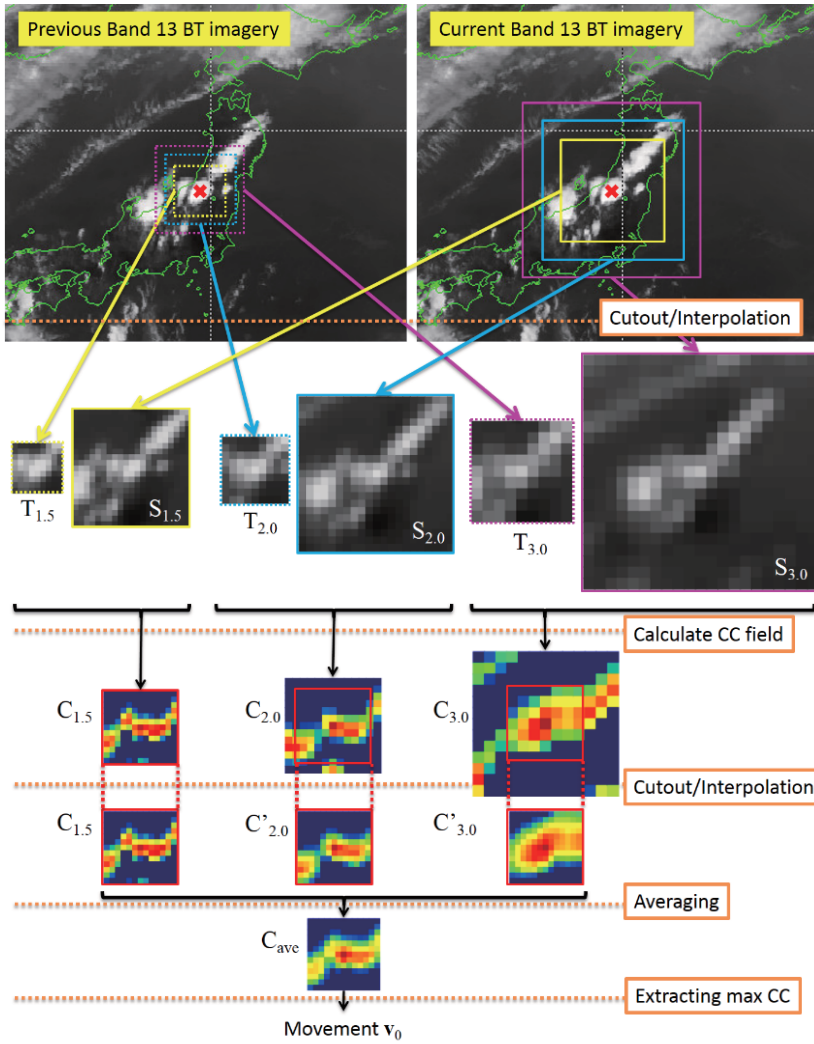 Previous Band 13 BT imagery
Current Band 13 BT imagery
Cutout/Interpolation
T1.5
S1.5
T2.0
S2.0
T3.0
S3.0
Calculate CC field
C1.5
C2.0
C3.0
Cutout/Interpolation
C1.5
C'2.0
C'3.0
Averaging
Cave
Extracting max CC
Movement v0